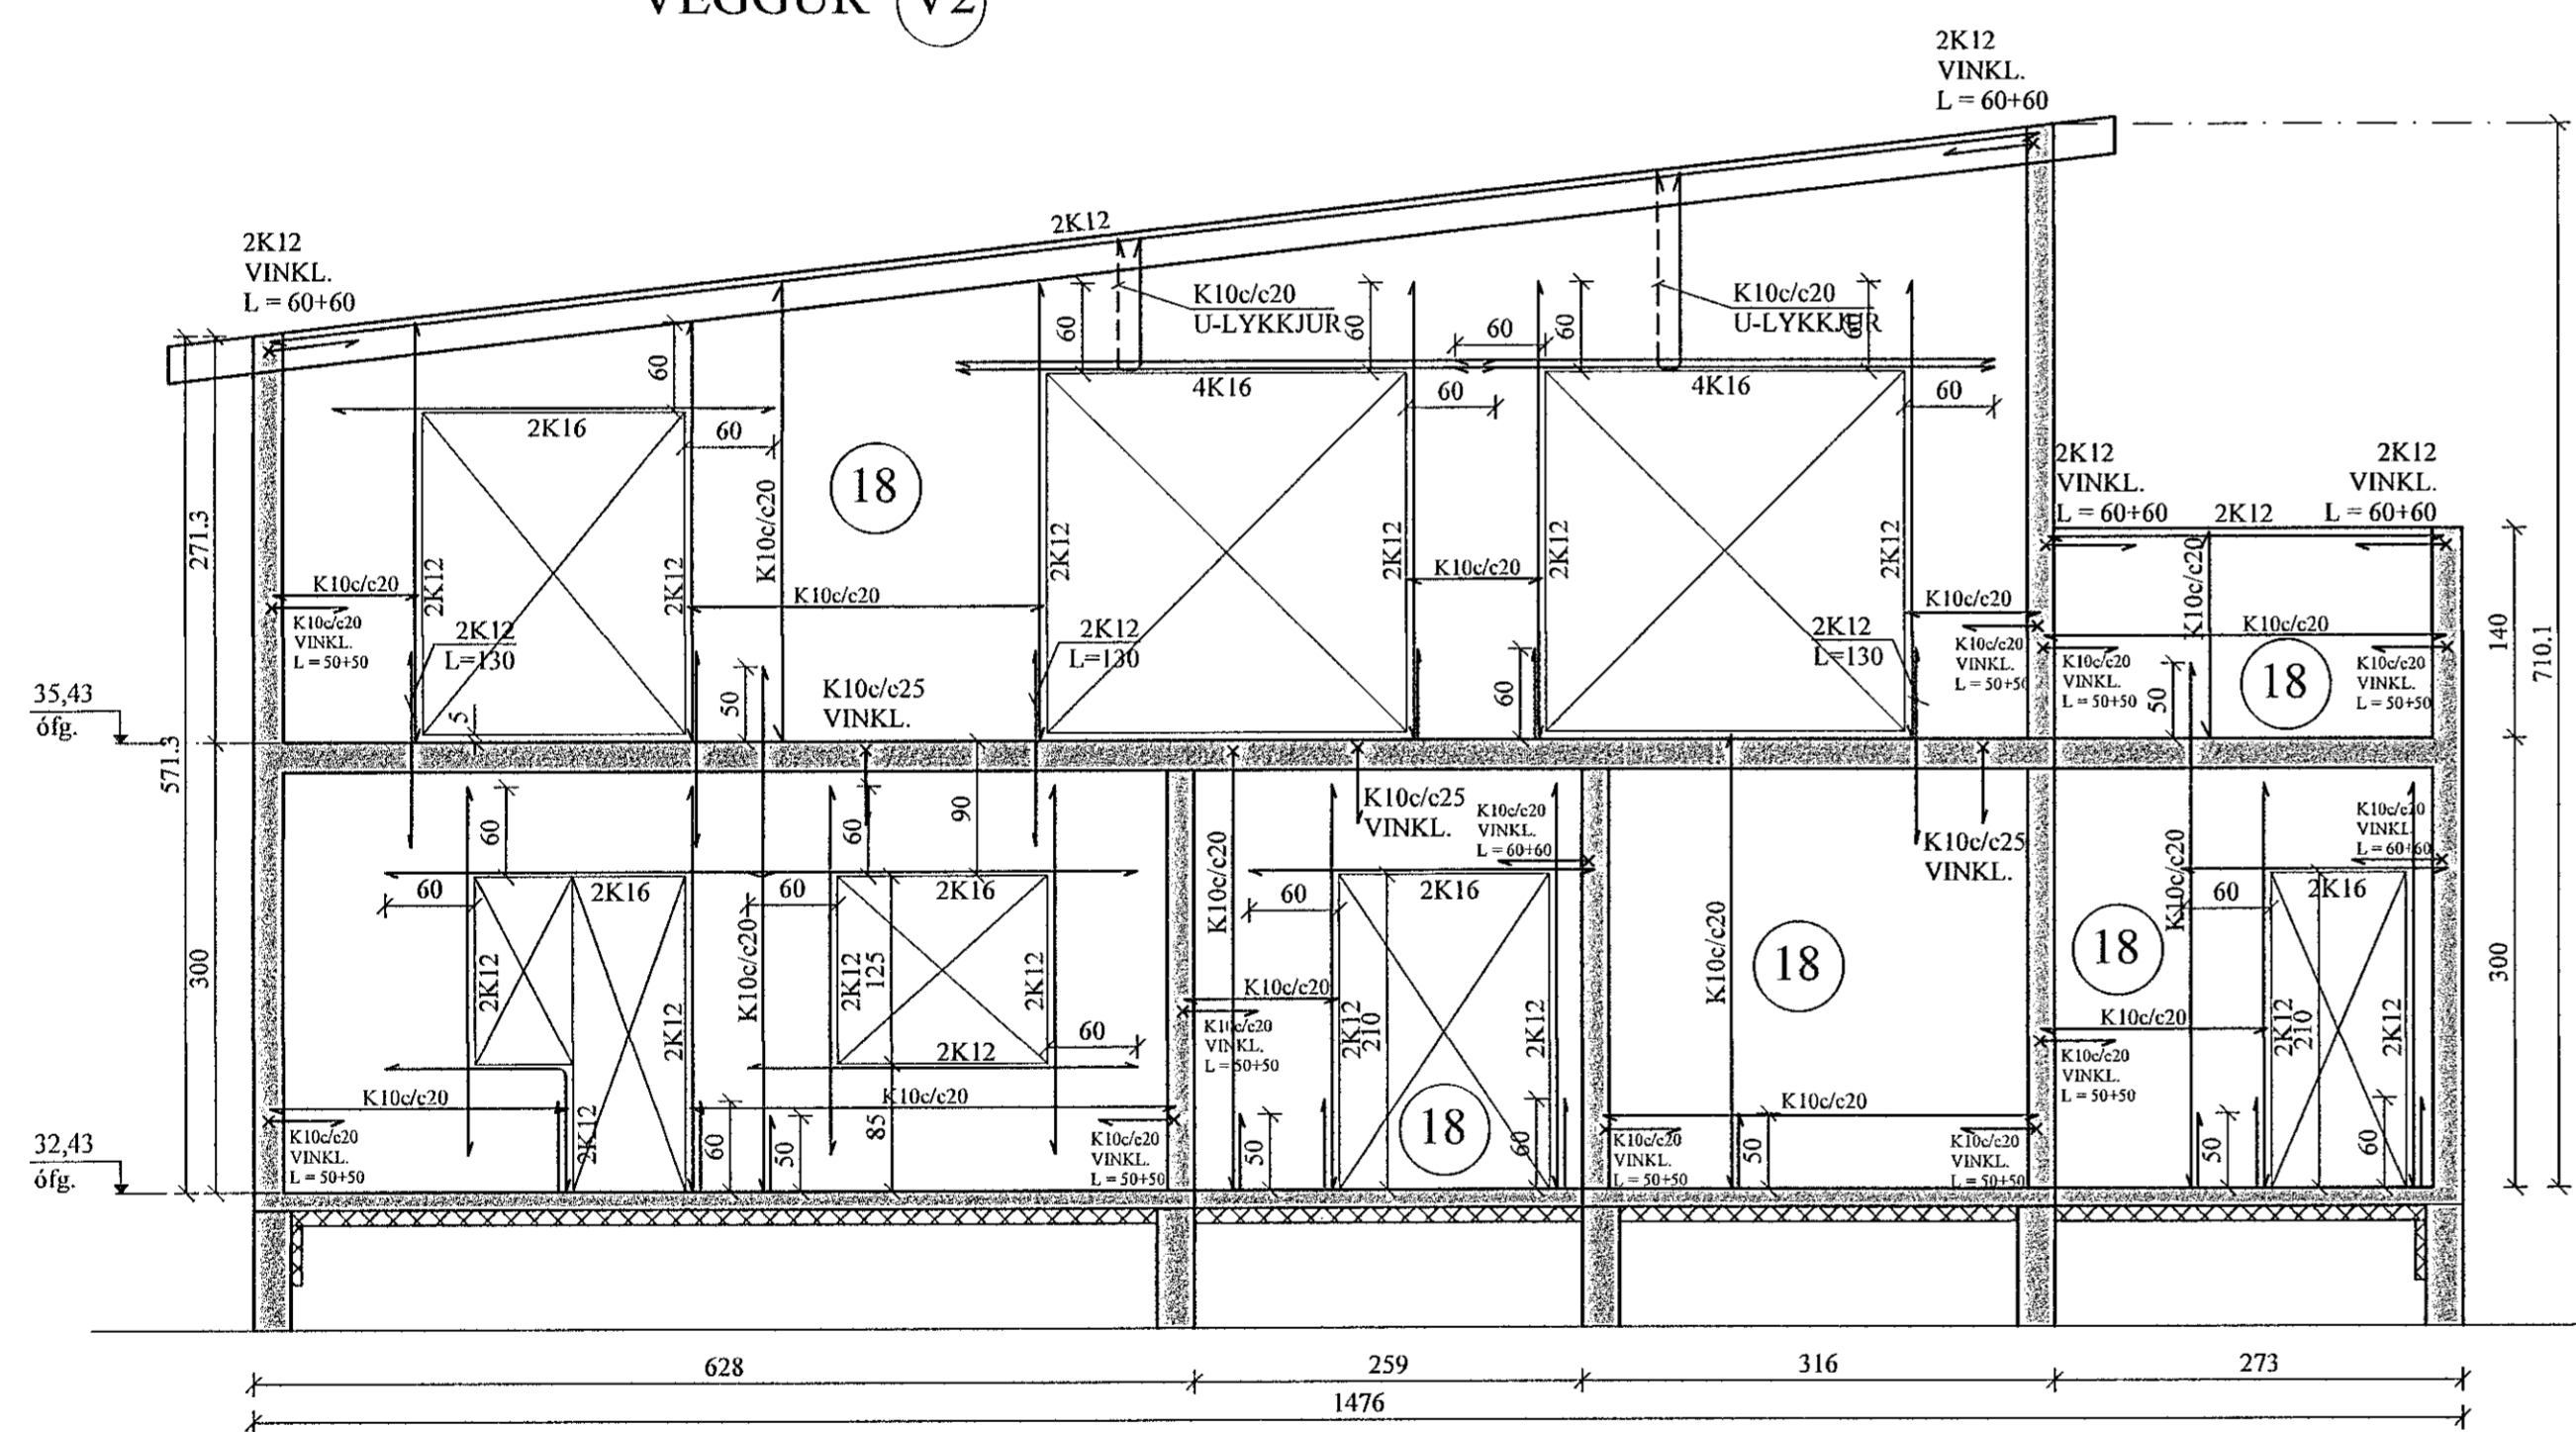 VEGGUR V2
2K12
VINKL.
L = 60+60
2K12
VINKL.
L = 60+60
2K12
K10c/c20
U-LYKKJUR
K10c/c20
U-LYKKJUR
60
60
60
60
60
60
2K16
60
4K16
60
4K16
60
18
271.3
K10c/c20
2K12
2K12
K10c/c20
K10c/c20
2K12
2K12
K10c/c20
2K12
2K12
K10c/c20
K10c/c20
VINKL.
L = 50+50
2K12
L=130
2K12
L=130
2K12
L=130
K10c/c20
VINKL.
L = 50+50
2K12
VINKL.
L = 60+60
2K12
2K12
VINKL.
L = 60+60
K10c/c20
K10c/c20
K10c/c20
VINKL.
L = 50+50
18
K10c/c20
VINKL.
L = 50+50
140
710.1
50
5
50
60
K10c/c25
VINKL.
35,43
ófg.
571.3
60
60
90
K10c/c25
VINKL.
K10c/c20
VINKL.
L = 60+60
K10c/c25
VINKL.
K10c/c20
VINKL.
L = 60+60
60
2K16
60
2K16
K10c/c20
60
2K16
K10c/c20
60
2K16
300
2K12
2K12
K10c/c20
2K12
125
2K12
K10c/c20
K10c/c20
VINKL.
L = 50+50
2K12
210
2K12
K10c/c20
18
18
K10c/c20
2K12
210
2K12
300
60
2K12
K10c/c20
VINKL.
L = 50+50
K10c/c20
2K12
K10c/c20
85
60
50
K10c/c20
VINKL.
L = 50+50
K10c/c20
VINKL.
L = 50+50
50
18
60
K10c/c20
K10c/c20
VINKL.
L = 50+50
50
K10c/c20
VINKL.
L = 50+50
50
60
32,43
ófg.
628
259
316
273
1476